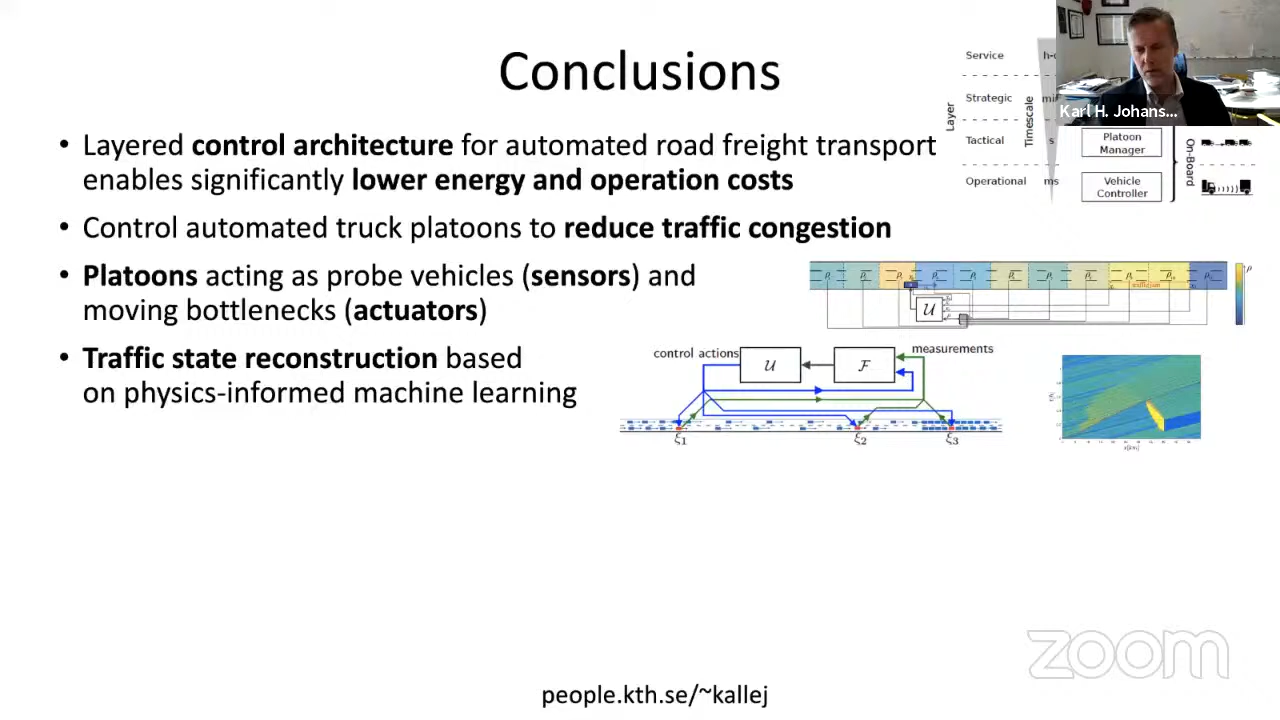 Conclusions
• Layered control architecture for automated road freight transport
enables significantly lower energy and operation costs
• Control automated truck platoons to reduce traffic congestion
• Platoons acting as probe vehicles (sensors) and
moving bottlenecks (actuators)
• Traffic state reconstruction based
on physics-informed machine learning
Service
Strategic
Tactical s
Operational ms
Layer
Timescale
Karl H. Johans...
Platoon
Manager
Vehicle
Controller
On-Board
U
ρ
control actions
U
F
measurements
ξ1 ξ2 ξ3
zoom
people.kth.se/~kallej